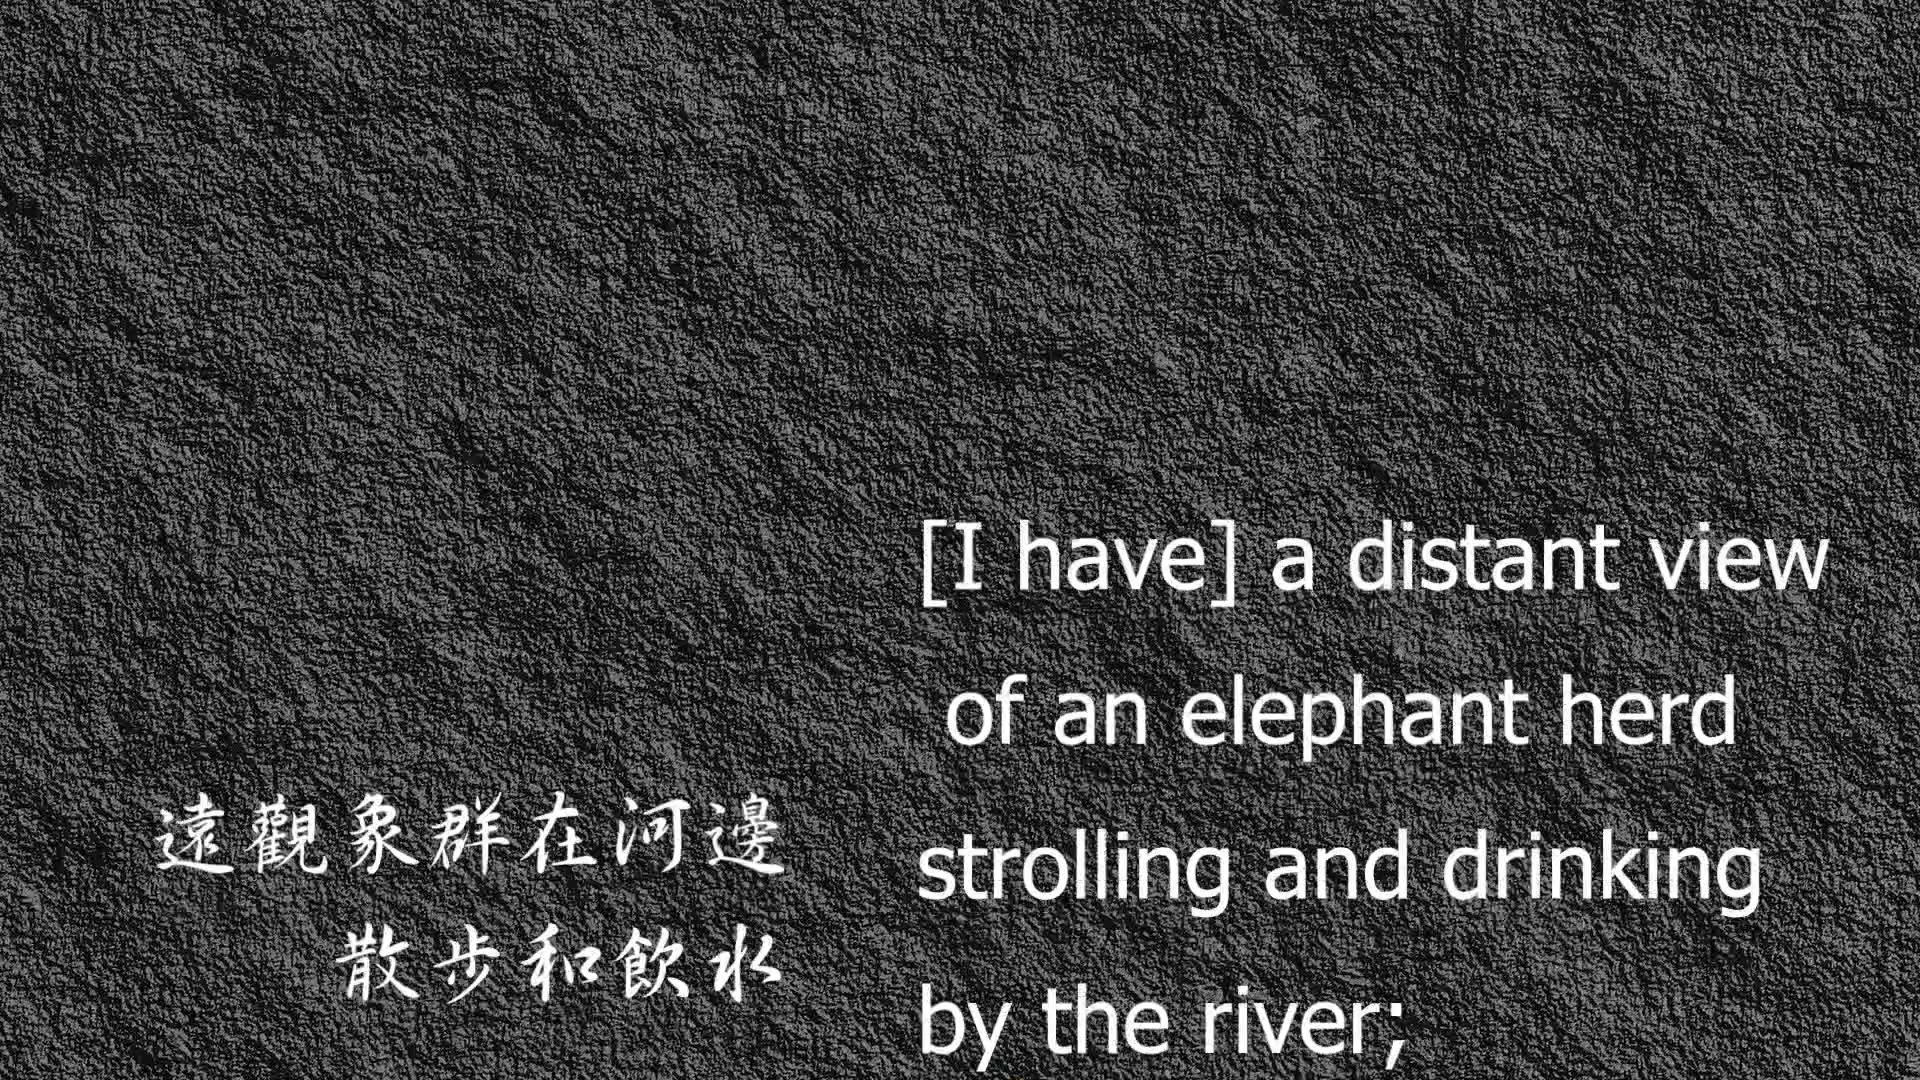 遠觀象群在河邊
散步和飲水
[I have] a distant view
of an elephant herd
strolling and drinking
by the river;